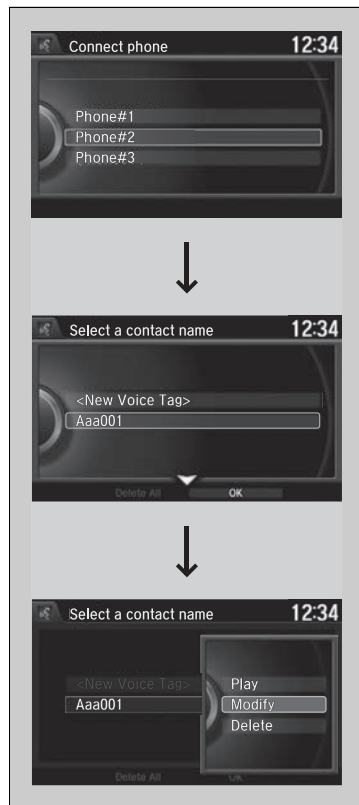 Connect phone 12:34
Phone#1
Phone#2
Phone#3
Select a contact name 12:34
<New Voice Tag>
Aaa001
Delete All OK
Select a contact name 12:34
<New Voice Tag> Play
Aaa001 Modify
Delete
Delete All OK